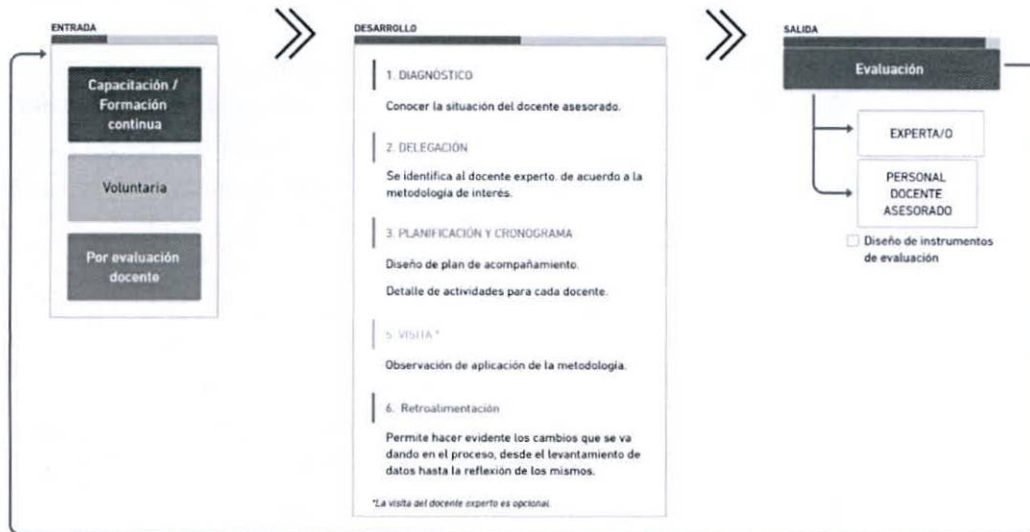 ENTRADA
Capacitación /
Formación
continua
Voluntaria
Por evaluación
docente
DESARROLLO
1. DIAGNÓSTICO
Conocer la situación del docente asesorado.
2. DELEGACIÓN
Se identifica al docente experto. de acuerdo a la
metodología de interés.
3. PLANIFICACIÓN Y CRONOGRAMA
Diseño de plan de acompañamiento.
Detalle de actividades para cada docente.
5. VISITA *
Observación de aplicación de la metodología.
6. Retroalimentación
Permite hacer evidente los cambios que se va
dando en el proceso, desde el levantamiento de
datos hasta la reflexión de los mismos.
*La visita del docente experto es opcional
SALIDA
Evaluación
EXPERTA/O
PERSONAL
DOCENTE
ASESORADO
Diseño de instrumentos
de evaluación